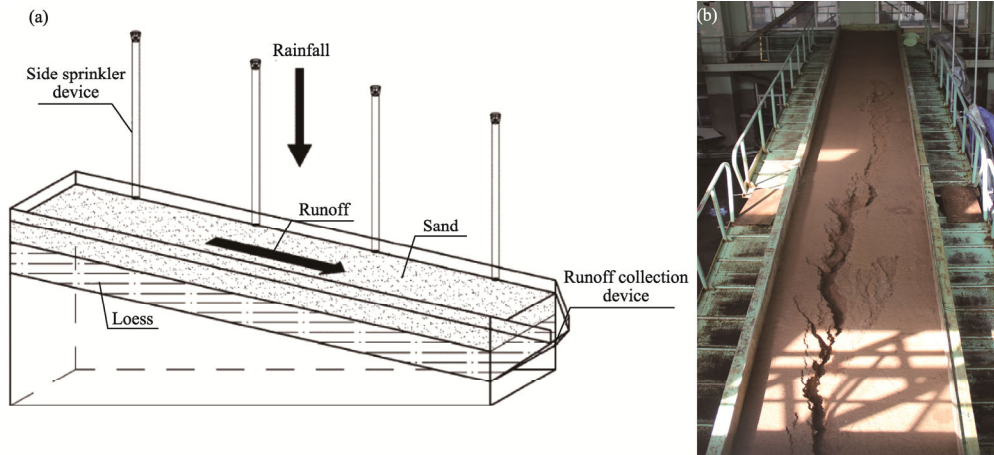 (a)
Rainfall
Side sprinkler
device
Runoff
Sand
Runoff collection
device
Loess
(b)